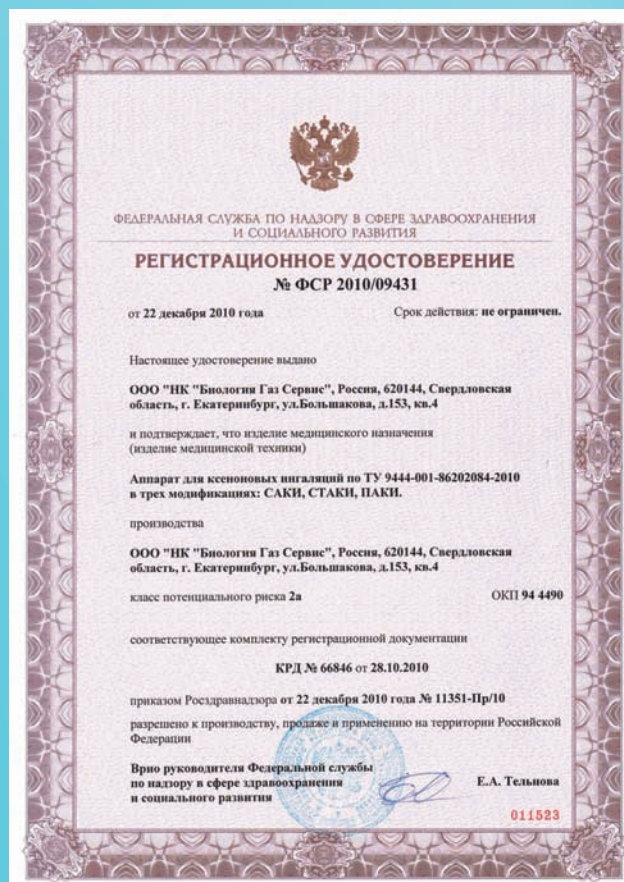 ФЕДЕРАЛЬНАЯ СЛУЖБА ПО НАДЗОРУ В СФЕРЕ ЗДРАВООХРАНЕНИЯ
И СОЦИАЛЬНОГО РАЗВИТИЯ
РЕГИСТРАЦИОННОЕ УДОСТОВЕРЕНИЕ
№ ФСР 2010/09431
от 22 декабря 2010 года Срок действия: не ограничен.
Настоящее удостоверение выдано
ООО "НК "Биология Газ Сервис", Россия, 620144, Свердловская
область, г. Екатеринбург, ул.Большакова, д.153, кв.4
и подтверждает, что изделие медицинского назначения
(изделие медицинской техники)
Аппарат для ксеноновых ингаляций по ТУ 9444-001-86202084-2010
в трех модификациях: САКИ, СТАКИ, ПАКИ.
производства
ООО "НК "Биология Газ Сервис", Россия, 620144, Свердловская
область, г. Екатеринбург, ул.Большакова, д.153, кв.4
класс потенциального риска 2а ОКП 94 4490
соответствующее комплекту регистрационной документации
КРД № 66846 от 28.10.2010
приказом Росздравнадзора от 22 декабря 2010 года № 11351-Пр/10
разрешено к производству, продаже и применению на территории Российской
Федерации
Врио руководителя Федеральной службы
по надзору в сфере здравоохранения
и социального развития
Е.А. Тельнова
011523